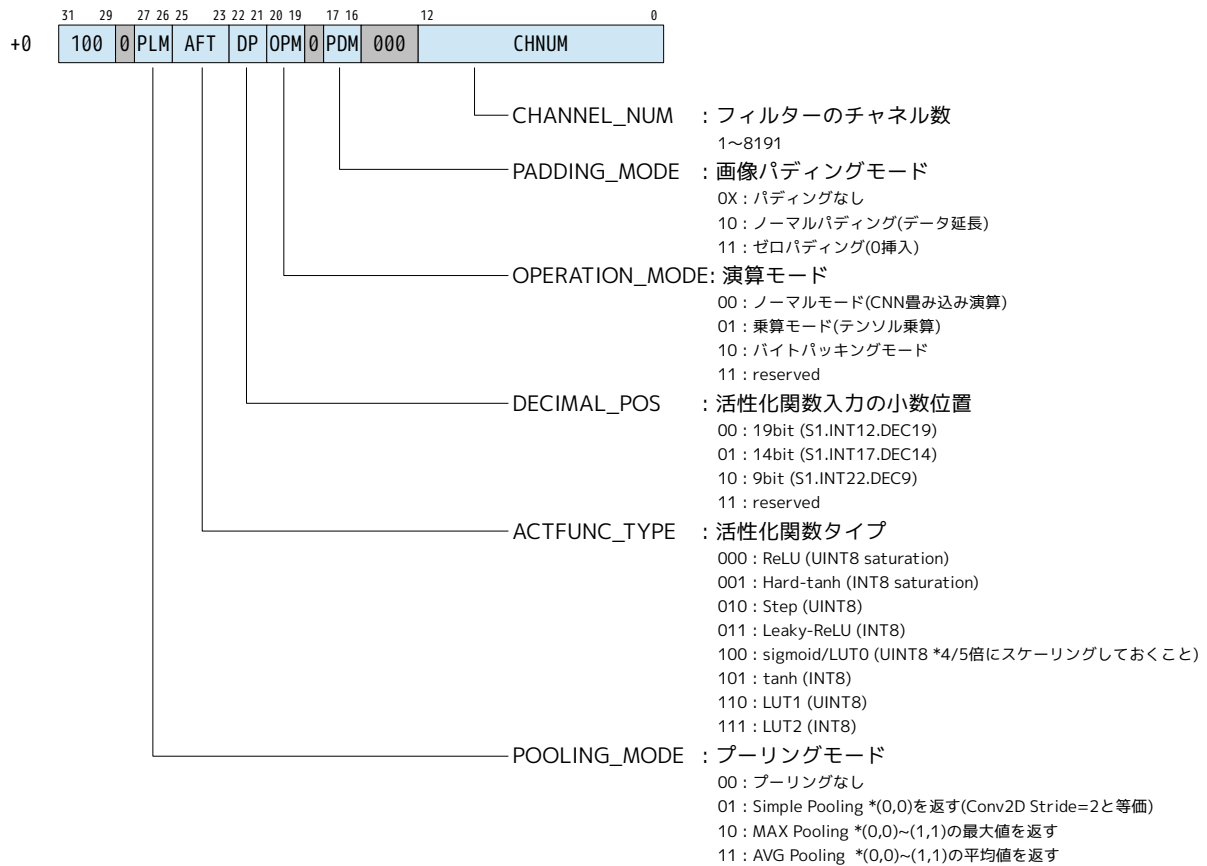 31 29 27 26 25 23 22 21 20 19 17 16 12 0
+0 100 0 PLM AFT DP OPM 0 PDM 000 CHNUM
CHANNEL_NUM : フィルターのチャネル数
1～8191
PADDING_MODE : 画像パディングモード
0X : パディングなし
10 : ノーマルパディング(データ延長)
11 : ゼロパディング(0挿入)
OPERATION_MODE: 演算モード
00 : ノーマルモード(CNN畳み込み演算)
01 : 乗算モード(テンソル乗算)
10 : バイトパッキングモード
11 : reserved
DECIMAL_POS : 活性化関数入力の小数位置
00 : 19bit (S1.INT12.DEC19)
01 : 14bit (S1.INT17.DEC14)
10 : 9bit (S1.INT22.DEC9)
11 : reserved
ACTFUNC_TYPE : 活性化関数タイプ
000 : ReLU (UINT8 saturation)
001 : Hard-tanh (INT8 saturation)
010 : Step (UINT8)
011 : Leaky-ReLU (INT8)
100 : sigmoid/LUT0 (UINT8 *4/5倍にスケーリングしておくこと)
101 : tanh (INT8)
110 : LUT1 (UINT8)
111 : LUT2 (INT8)
POOLING_MODE : プーリングモード
00 : プーリングなし
01 : Simple Pooling *(0,0)を返す(Conv2D Stride=2と等価)
10 : MAX Pooling *(0,0)~(1,1)の最大値を返す
11 : AVG Pooling *(0,0)~(1,1)の平均値を返す